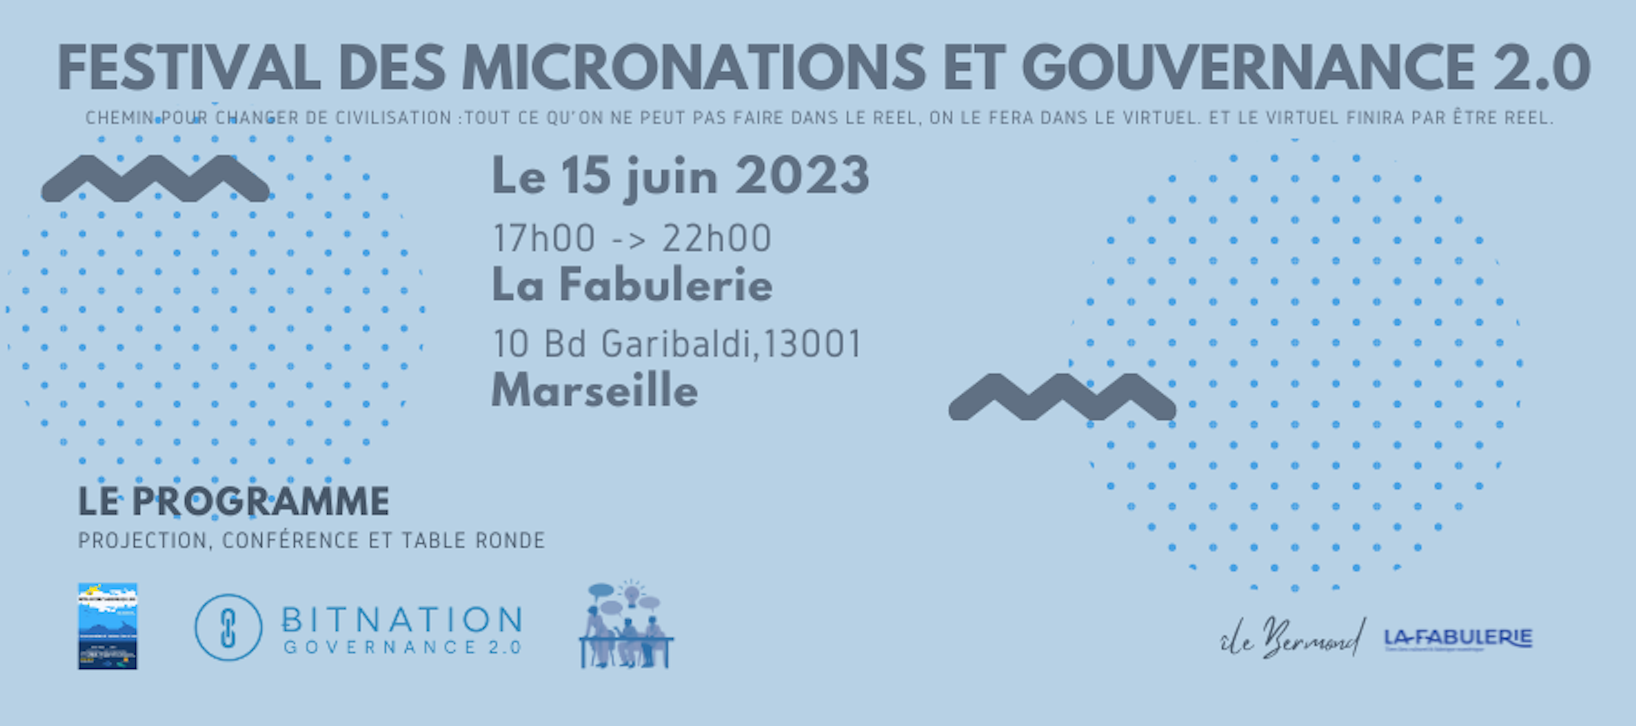 FESTIVAL DES MICRONATIONS ET GOUVERNANCE 2.0
CHEMIN POUR CHANGER DE CIVILISATION :TOUT CE QU'ON NE PEUT PAS FAIRE DANS LE REEL, ON LE FERA DANS LE VIRTUEL. ET LE VIRTUEL FINIRA PAR ÊTRE REEL.
Le 15 juin 2023
17h00 -> 22h00
La Fabulerie
10 Bd Garibaldi,13001
Marseille
LE PROGRAMME
PROJECTION, CONFÉRENCE ET TABLE RONDE
BITNATION
GOVERNANCE 2.0
île Bermond
LA-FABULERIE